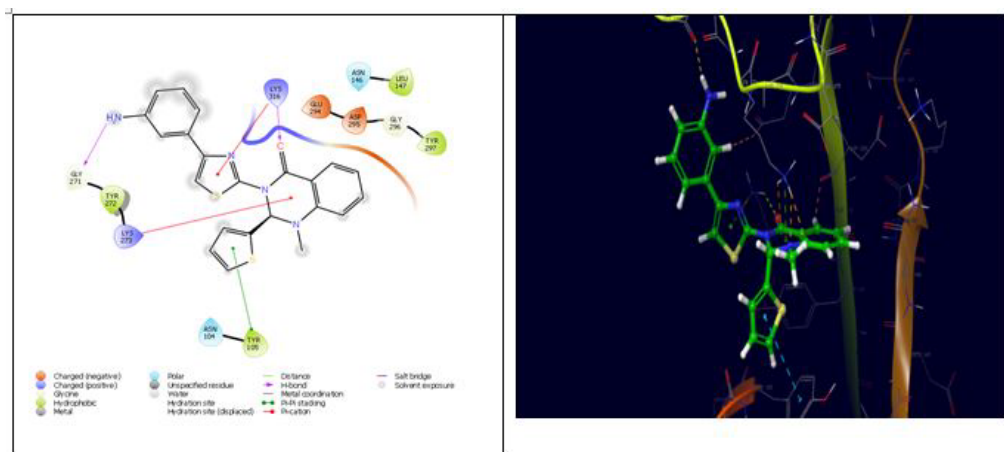 LYS
316
ASN
146
LEU
147
GLU
294
ASP
295
GLY
296
TYR
297
H₂N
N
S
N
N
GLY
271
TYR
272
LYS
273
S
ASN
104
TYR
105
Charged (negative)
Charged (positive)
Glycine
Hydrophobic
Metal
Polar
Unspecified residue
Water
Hydration site
Hydration site (displaced)
Distance
H-bond
Metal coordination
Pi-Pi stacking
Pi-cation
Salt bridge
Solvent exposure